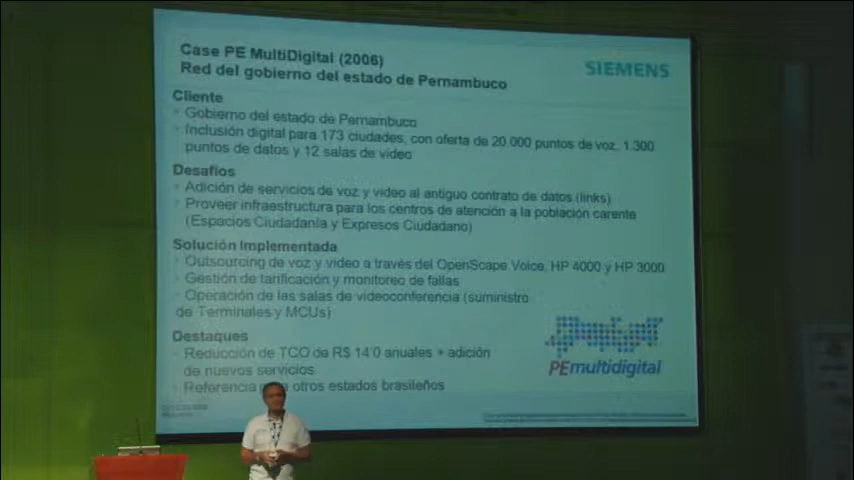 Case PE MultiDigital (2006)
Red del gobierno del estado de Pernambuco
SIEMENS
Cliente
Gobierno del estado de Pernambuco
Inclusión digital para 173 ciudades, con oferta de 20.000 puntos de voz, 1.300
puntos de datos y 12 salas de video
Desafíos
Adición de servicios de voz y video al antiguo contrato de datos (links)
Proveer infraestructura para los centros de atención a la población carente
(Espacios Ciudadanía y Expresos Ciudadano)
Solución Implementada
Outsourcing de voz y video a través del OpenScape Voice, HP 4000 y HP 3000
Gestión de tarificación y monitoreo de fallas
Operación de las salas de videoconferencia (suministro
de Terminales y MCUs)
Destaques
Reducción de TCO de R$ anuales + adición
de nuevos servicios
Referencia otros estados brasileños
PEmultidigital